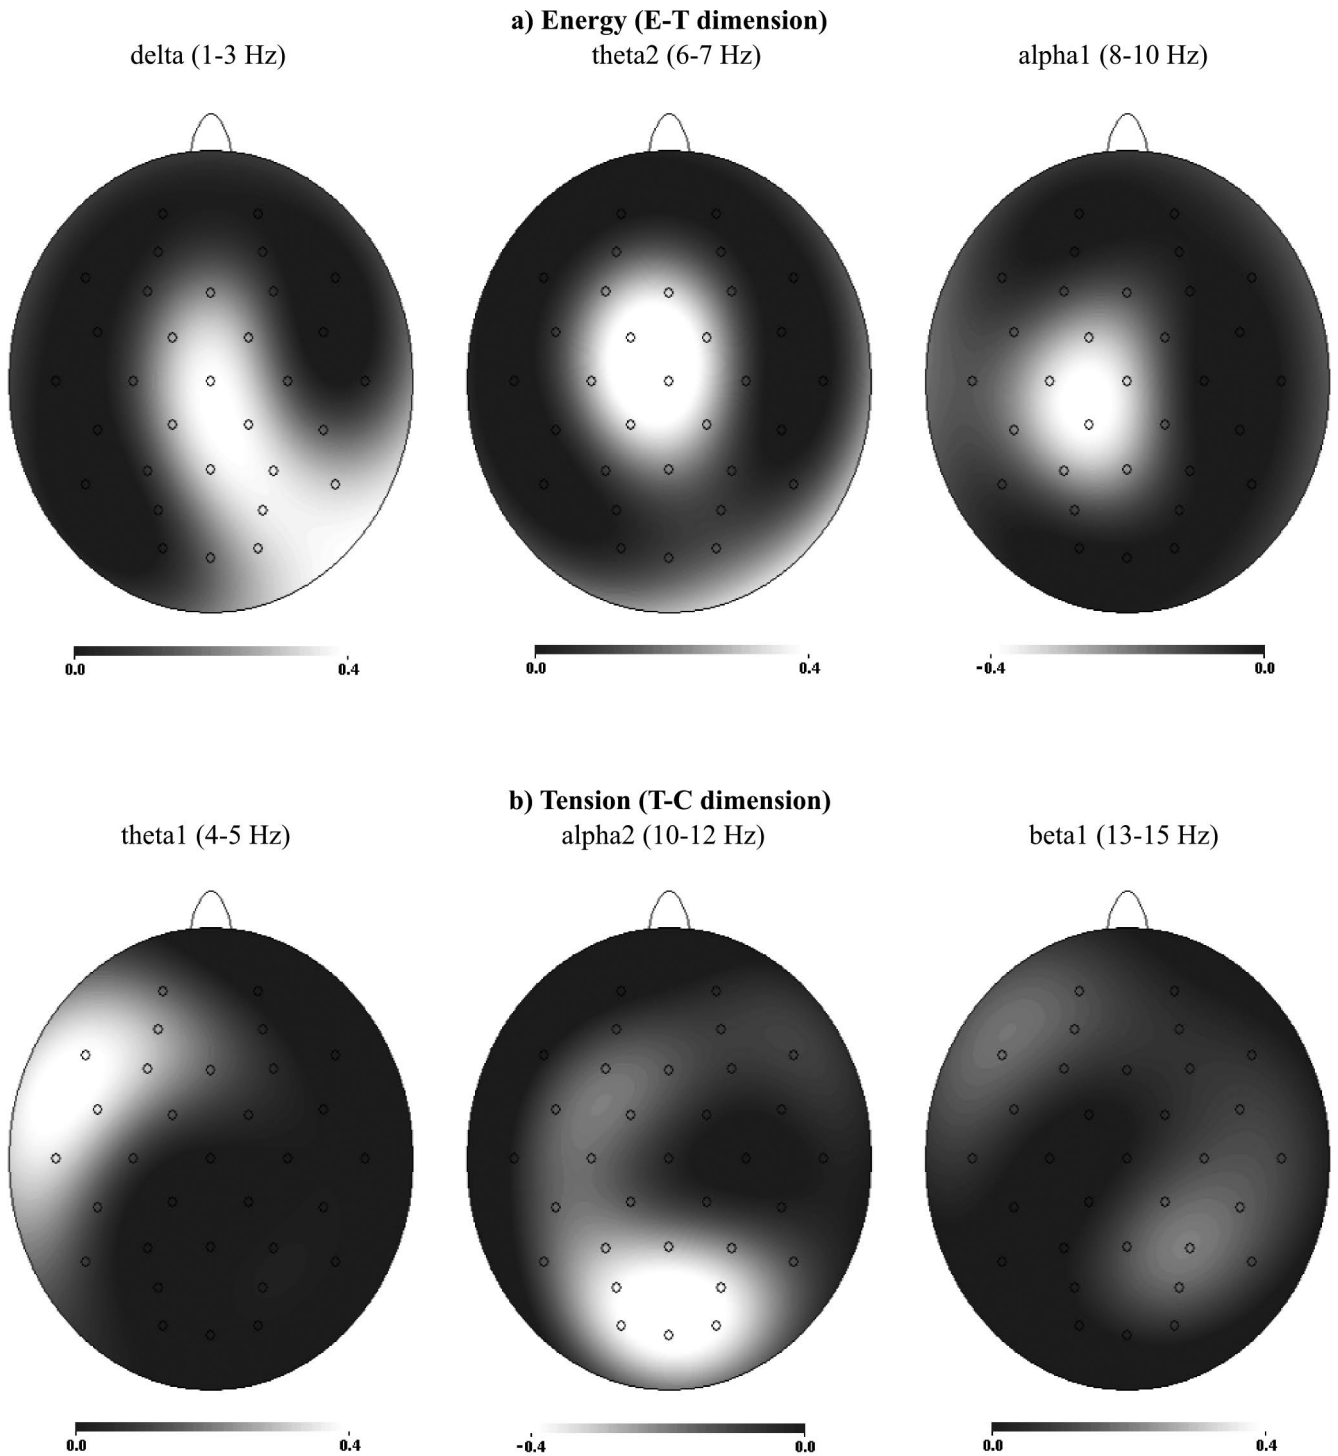 a) Energy (E-T dimension)
delta (1-3 Hz) theta2 (6-7 Hz) alpha1 (8-10 Hz)
0.0 0.4 0.0 0.4 -0.4 0.0
b) Tension (T-C dimension)
theta1 (4-5 Hz) alpha2 (10-12 Hz) beta1 (13-15 Hz)
0.0 0.4 -0.4 0.0 0.0 0.4